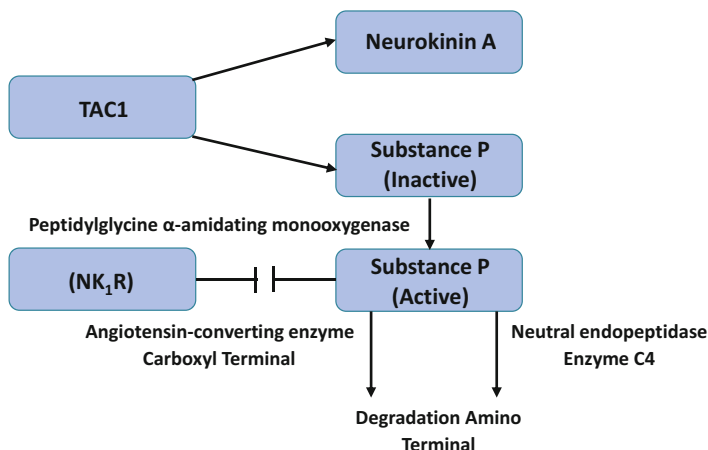 Neurokinin A
TAC1
Substance P
(Inactive)
Peptidylglycine α-amidating monooxygenase
(NK₁R)
Substance P
(Active)
Angiotensin-converting enzyme
Carboxyl Terminal
Neutral endopeptidase
Enzyme C4
Degradation Amino
Terminal